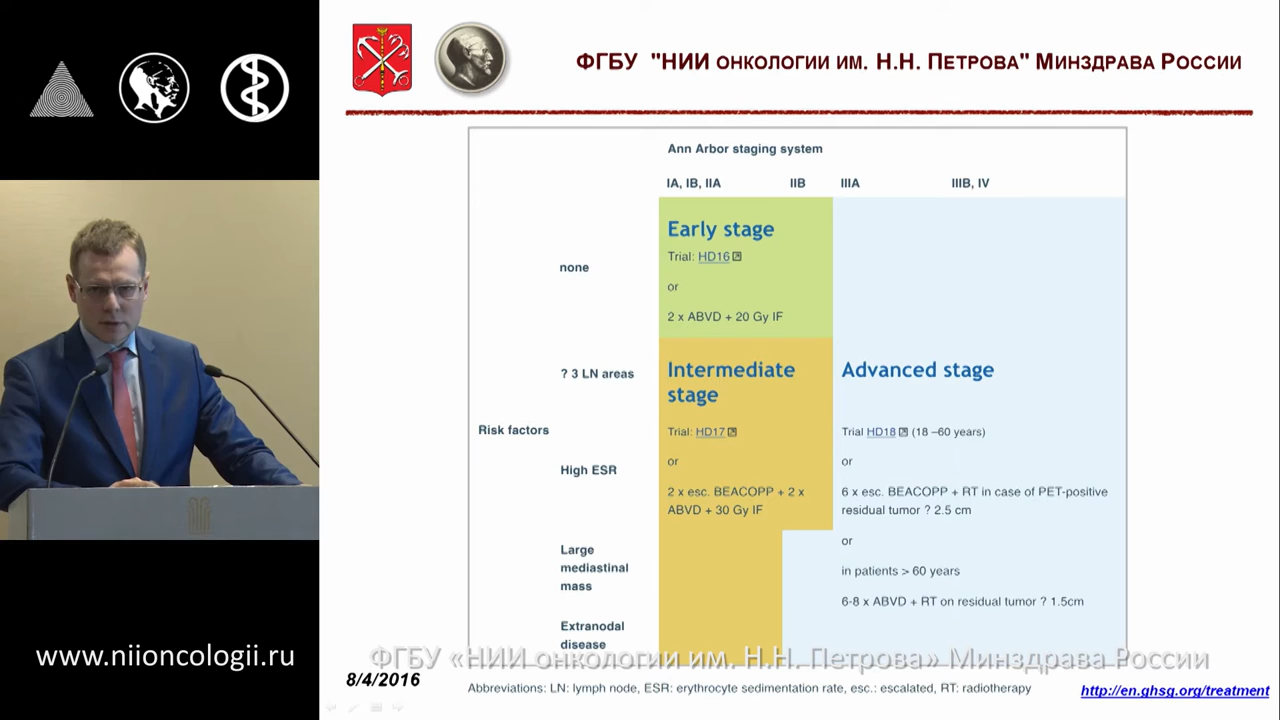 ФГБУ "НИИ ОНКОЛОГИИ ИМ. Н.Н. ПЕТРОВА" МИНЗДРАВА РОССИИ
Ann Arbor staging system
IA, IB, IIA
IIB
IIIA
IIIB, IV
Early stage
Trial: HD16
none
or
2 x ABVD + 20 Gy IF
? 3 LN areas
Intermediate
stage
Advanced stage
Risk factors
Trial: HD17
Trial HD18 (18 –60 years)
or
or
High ESR
2 x esc. BEACOPP + 2 x
ABVD + 30 Gy IF
6 x esc. BEACOPP + RT in case of PET-positive
residual tumor ? 2.5 cm
or
Large
mediastinal
mass
in patients > 60 years
6-8 x ABVD + RT on residual tumor ? 1.5cm
Extranodal
disease
ФГБУ «НИИ онкологии им. Н.Н. Петрова» Минздрава России
www.niioncologii.ru
8/4/2016
Abbreviations: LN: lymph node, ESR: erythrocyte sedimentation rate, esc.: escalated, RT: radiotherapy
http://en.ghsg.org/treatment